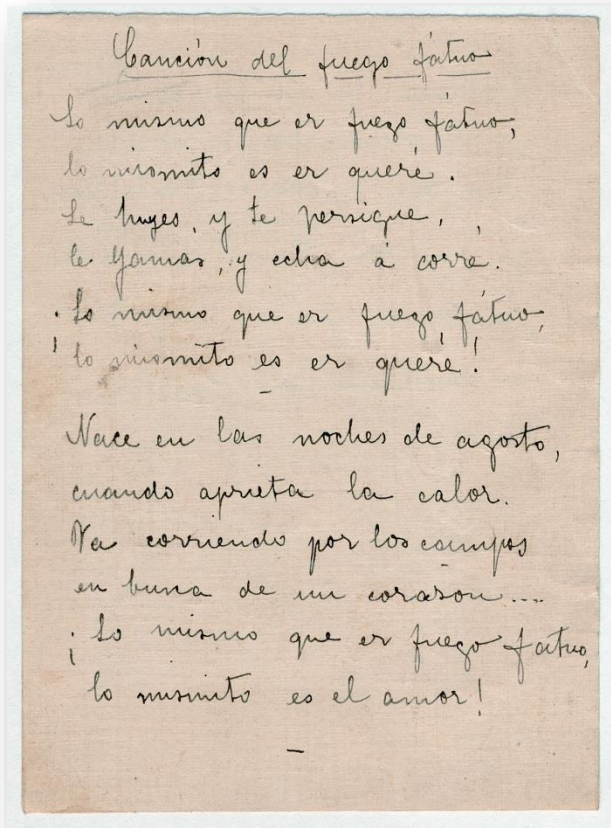 Canción del fuego fátuo
Lo mismo que er fuego fátuo,
lo mismito es er queré.
Le huyes, y te persigue,
le yamas, y echa á corré.
¡Lo mismo que er fuego fátuo,
lo mismito es er queré!
Nace en las noches de agosto,
cuando aprieta la calor.
Va corriendo por los campos
en busca de un corason....
¡Lo mismo que er fuego fatuo,
lo mismito es el amor!